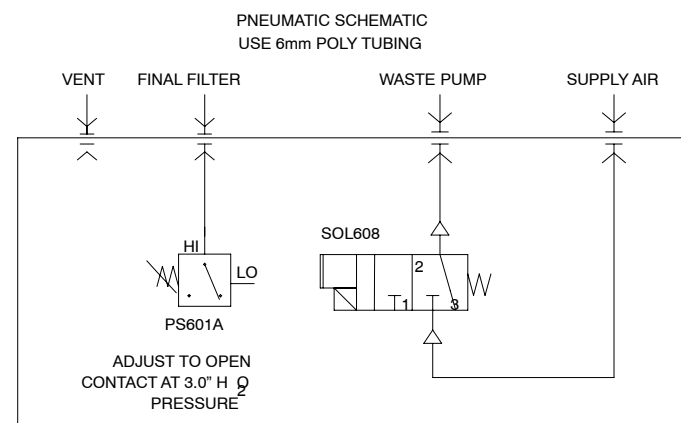 PNEUMATIC SCHEMATIC
USE 6mm POLY TUBING
VENT
FINAL FILTER
WASTE PUMP
SUPPLY AIR
SOL608
HI
LO
2
1
3
PS601A
ADJUST TO OPEN
CONTACT AT 3.0" H2O
PRESSURE